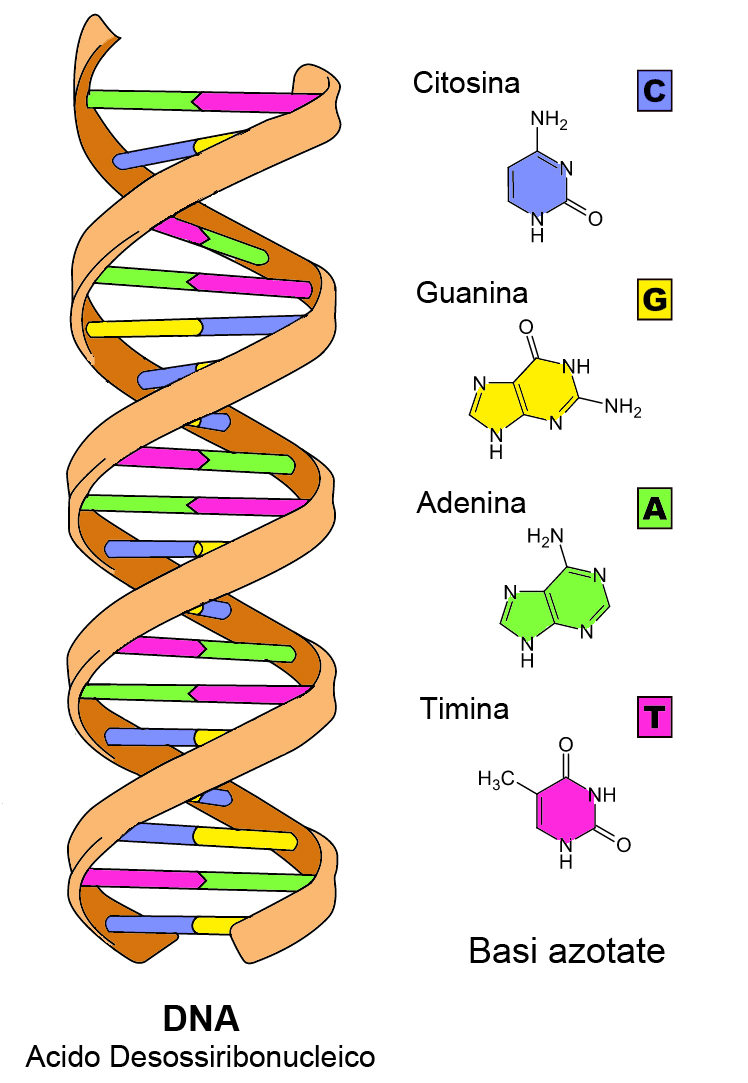 Citosina C
NH2
N
N
H
O
Guanina G
O
NH
N
NH2
N
N
H
Adenina A
H2N
N
N
N
N
H
Timina T
O
H3C
NH
O
N
H
Basi azotate
DNA
Acido Desossiribonucleico